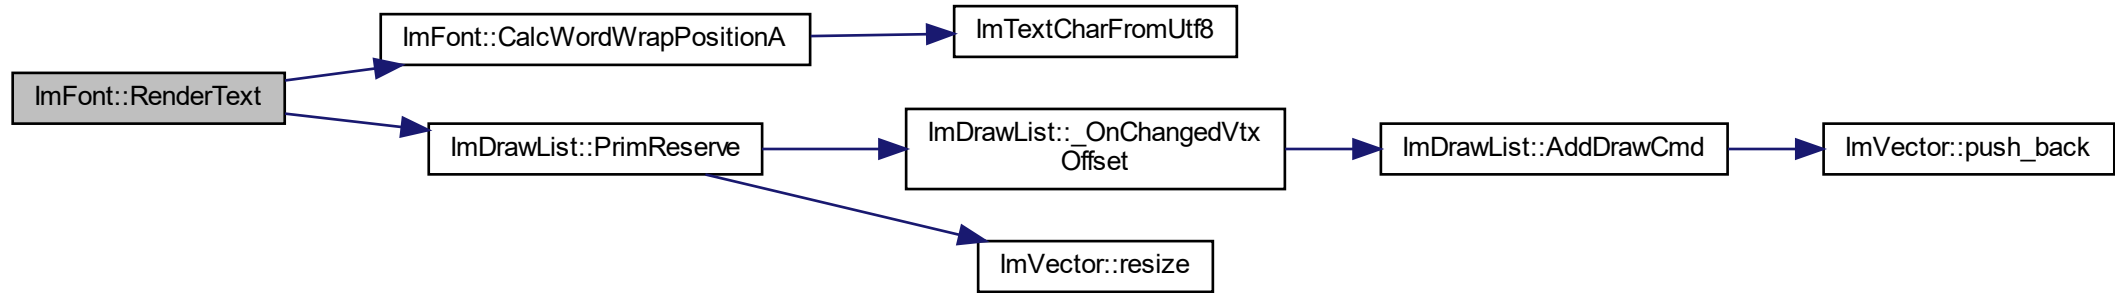 ImFont::RenderText
ImFont::CalcWordWrapPositionA
ImTextCharFromUtf8
ImDrawList::PrimReserve
ImDrawList::_OnChangedVtx
Offset
ImDrawList::AddDrawCmd
ImVector::push_back
ImVector::resize